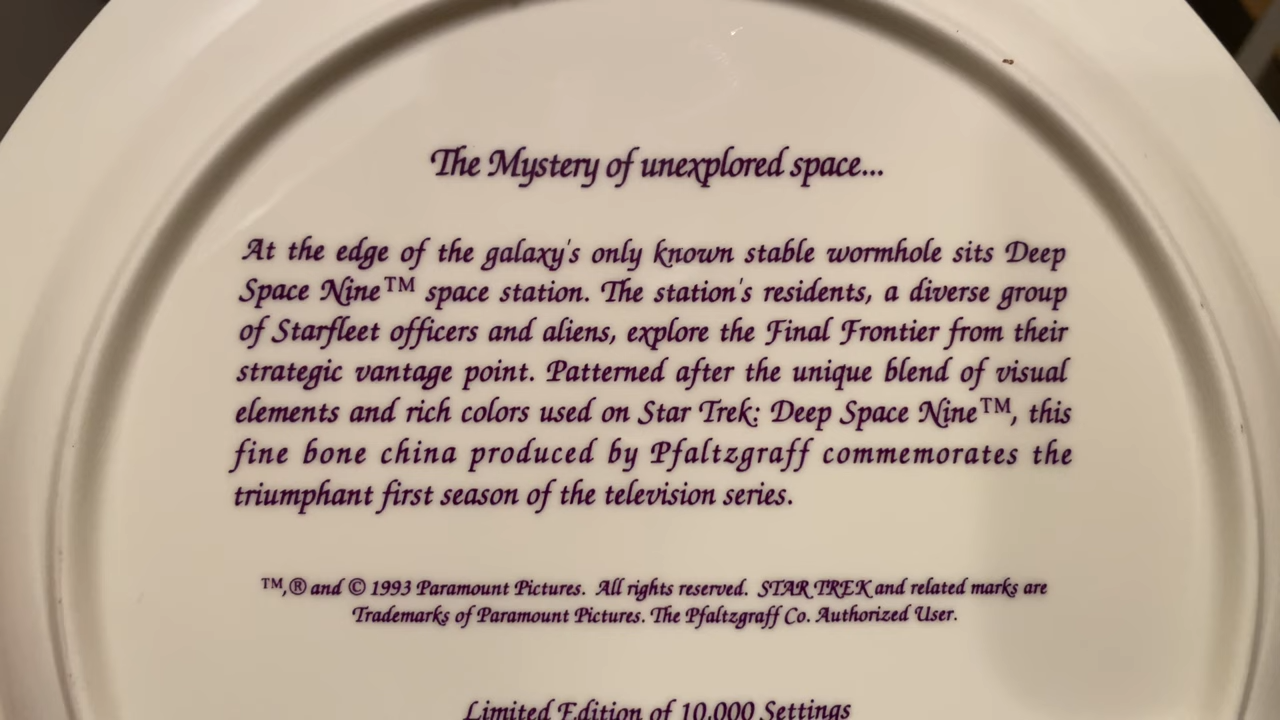 The Mystery of unexplored space...
At the edge of the galaxy's only known stable wormhole sits Deep
Space Nine™ space station. The station's residents, a diverse group
of Starfleet officers and aliens, explore the Final Frontier from their
strategic vantage point. Patterned after the unique blend of visual
elements and rich colors used on Star Trek: Deep Space Nine™, this
fine bone china produced by Pfaltzgraff commemorates the
triumphant first season of the television series.
™,® and © 1993 Paramount Pictures. All rights reserved. STAR TREK and related marks are
Trademarks of Paramount Pictures. The Pfaltzgraff Co. Authorized User.
Limited Edition of 10,000 Settings